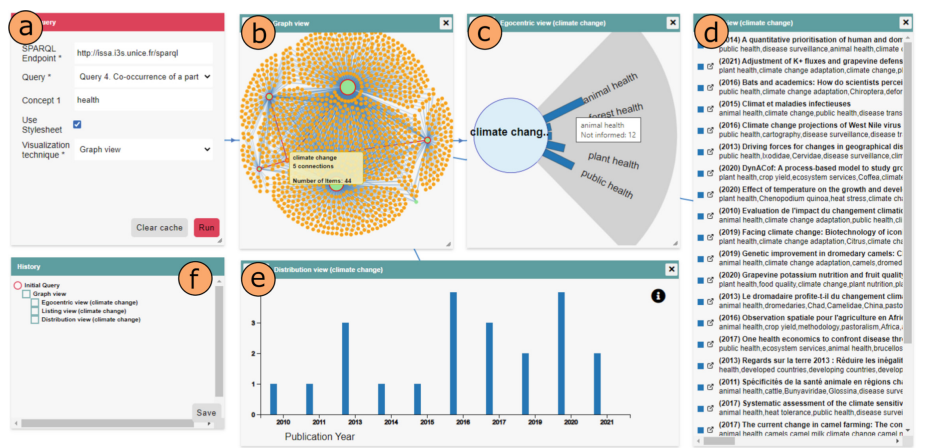 a
uery
SPARQL Endpoint *
http://issa.i3s.unice.fr/sparql
Query *
Query 4. Co-occurrence of a part
Concept 1
health
Use Stylesheet
Visualization technique *
Graph view
Clear cache
Run
b
Graph view
climate change
5 connections
Number of Items: 44
c
Egocentric view (climate change)
climate chang..
animal health
forest health
animal health
Not informed: 12
plant health
public health
d
view (climate change)
2014) A quantitative prioritisation of human and dom
public health,disease surveillance,animal health,climate c
(2021) Adjustment of K+ fluxes and grapevine defens
plant health,climate change adaptation,climate change,pl
(2016) Bats and academics: How do scientists percei
public health,climate change adaptation,Chiroptera,defor
(2015) Climat et maladies infectieuses
animal health,climate change,public health,disease trans
(2016) Climate change projections of West Nile virus
public health,cartography,disease surveillance,disease tr
(2013) Driving forces for changes in geographical dis
public health,Ixodidae,Cervidae,disease surveillance,clim
(2020) DynACof: A process-based model to study gro
plant health,crop yield,ecosystem services,Coffea,climate
(2020) Effect of temperature on the growth and devel
plant health,Chenopodium quinoa,heat stress,climate cha
(2010) Evaluation de l'impact du changement climatic
animal health,climate change adaptation,public health,cli
(2019) Facing climate change: Biotechnology of icon
plant health,climate change adaptation,Citrus,climate cha
(2019) Genetic improvement in dromedary camels: C
animal health,climate change adaptation,camels,dromed
(2020) Grapevine potassium nutrition and fruit quality
plant health,food quality,climate change,plant nutrition,pla
(2013) Le dromadaire profite-t-il du changement clima
animal health,dromedaries,Chad,Camelidae,China,pasto
(2016) Observation spatiale pour l'agriculture en Afric
animal health,crop yield,methodology,pastoralism,Africa,
(2017) One health economics to confront disease thre
public health,ecosystem services,animal health,brucellos
(2013) Regards sur la terre 2013 : Réduire les inégalit
health,developed countries,developing countries,develop
(2011) Spécificités de la santé animale en régions cha
animal health,cattle,Bunyaviridae,Glossina,disease surve
(2017) Systematic assessment of the climate sensitiv
animal health,heat tolerance,public health,disease survei
(2017) The current change in camel farming: The con
animal health,camels,camel milk,climate change,camel m
f
History
Initial Query
Graph view
Egocentric view (climate change)
Listing view (climate change)
Distribution view (climate change)
Save
e
Distribution view (climate change)
3
2
1
0
2010 2011 2012 2013 2014 2015 2016 2017 2018 2019 2020 2021
Publication Year